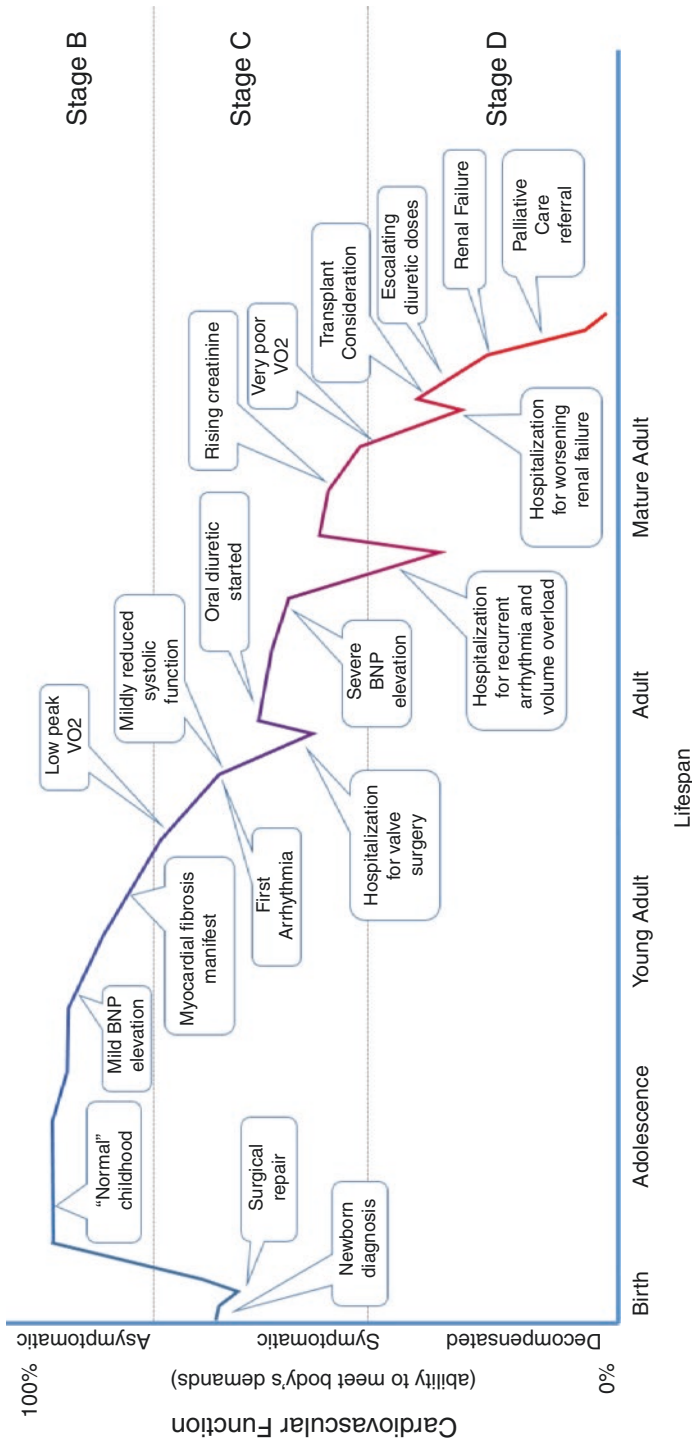 Cardiovascular Function
(ability to meet body's demands)
100%
0%
Asymptomatic
Symptomatic
Decompensated
Stage B
Stage C
Stage D
Newborn
diagnosis
Surgical
repair
"Normal"
childhood
Mild BNP
elevation
Myocardial fibrosis
manifest
Low peak
VO2
First
Arrhythmia
Mildly reduced
systolic
function
Hospitalization
for valve
surgery
Oral diuretic
started
Severe
BNP
elevation
Hospitalization
for recurrent
arrhythmia and
volume overload
Rising creatinine
Very poor
VO2
Hospitalization
for worsening
renal failure
Transplant
Consideration
Escalating
diuretic doses
Renal Failure
Palliative
Care
referral
Birth
Adolescence
Young Adult
Adult
Mature Adult
Lifespan